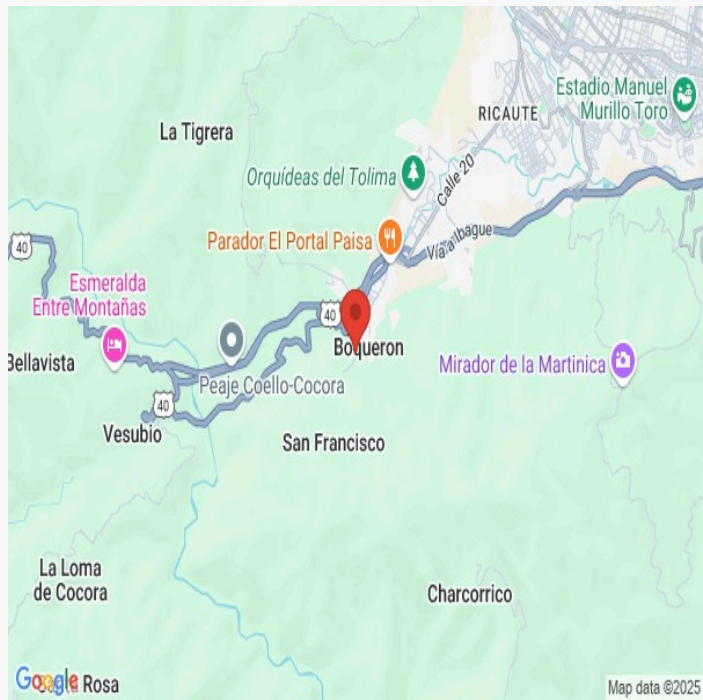 Estadio Manuel
Murillo Toro
RICAUTE
La Tigrera
Orquídeas del Tolima
Calle 20
Parador El Portal Paisa
Vía a Ibague
40
Esmeralda
Entre Montañas
40
Boqueron
Bellavista
Peaje Coello-Cocora
Mirador de la Martinica
40
Vesubio
San Francisco
La Loma
de Cocora
Charcorrico
Google
Rosa
Map data ©2025